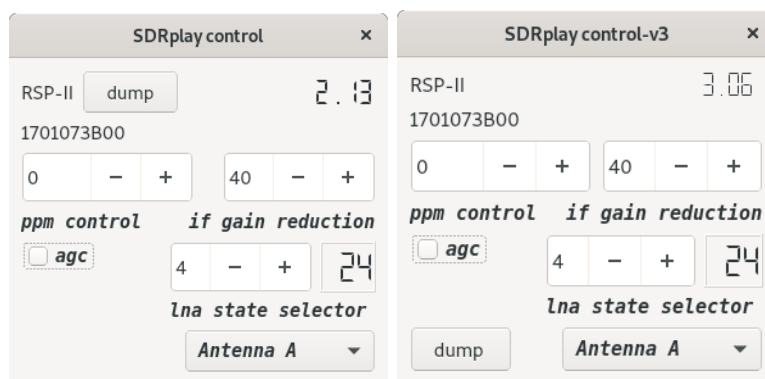 SDRplay control ×
RSP-II dump 2.13
1701073B00
0 − + 40 − +
ppm control if gain reduction
agc 4 − + 24
lna state selector
Antenna A
SDRplay control-v3 ×
RSP-II 3.06
1701073B00
0 − + 40 − +
ppm control if gain reduction
agc 4 − + 24
lna state selector
dump Antenna A